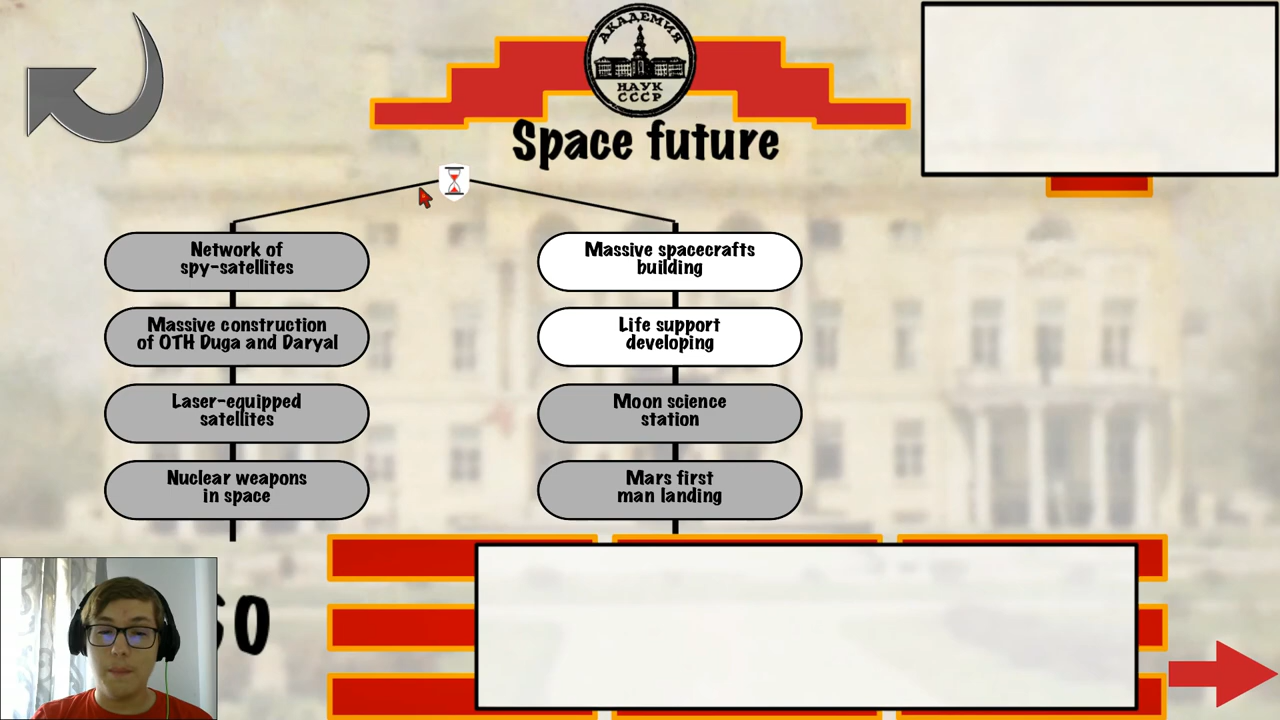 АКАДЕМИЯ
НАУК
СССР
Space future
Network of
spy-satellites
Massive spacecrafts
building
Massive construction
of OTH Duga and Daryal
Life support
developing
Laser-equipped
satellites
Moon science
station
Nuclear weapons
in space
Mars first
man landing